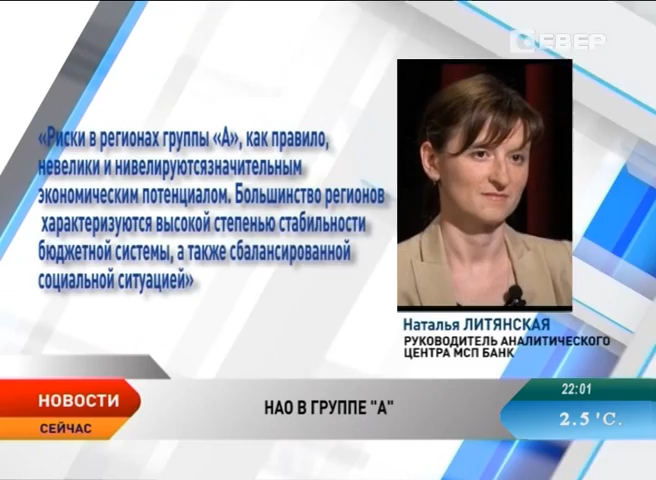 СЕВЕР
«Риски в регионах группы «А», как правило,
невелики и нивелируютсязначительным
экономическим потенциалом. Большинство регионов
характеризуются высокой степенью стабильности
бюджетной системы, а также сбалансированной
социальной ситуацией»
Наталья ЛИТЯНСКАЯ
РУКОВОДИТЕЛЬ АНАЛИТИЧЕСКОГО
ЦЕНТРА МСП БАНК
НОВОСТИ
СЕЙЧАС
НАО В ГРУППЕ "А"
22:01
2.5 'C.